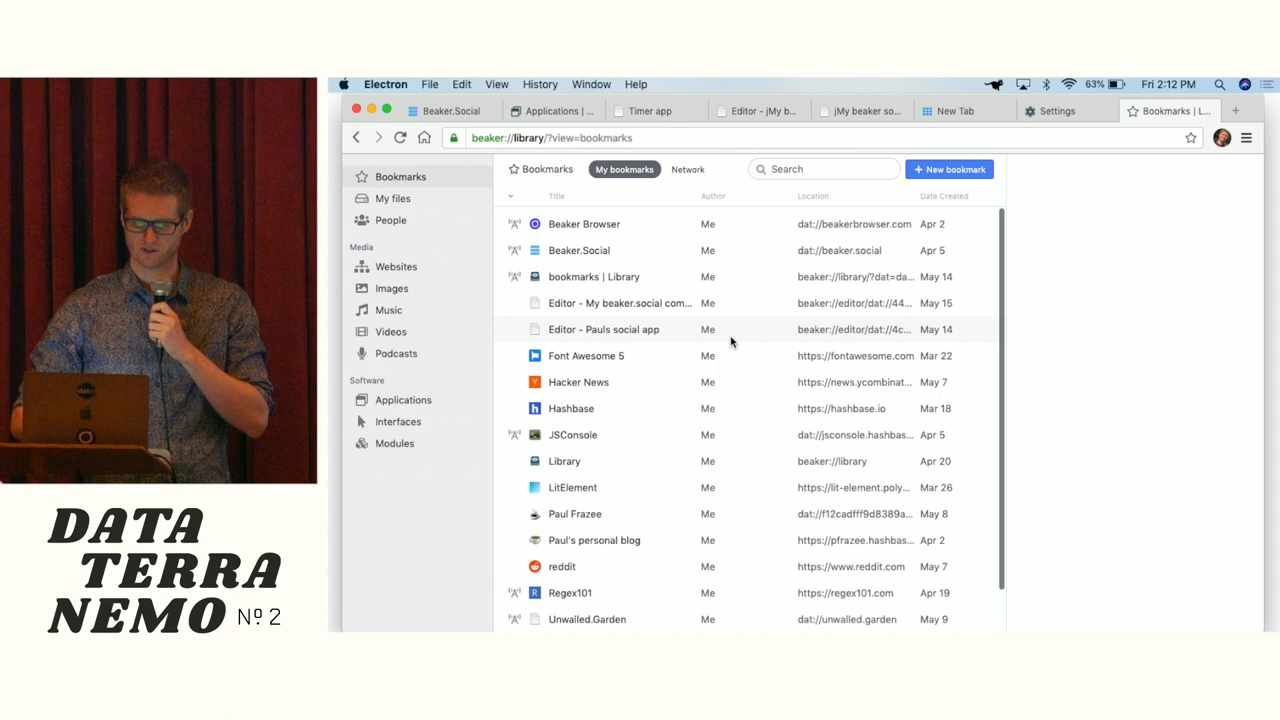 Electron File Edit View History Window Help 63% Fri 2:12 PM
Beaker.Social Applications | ... Timer app Editor - jMy b... jMy beaker so... New Tab Settings Bookmarks | L...
beaker://library/?view=bookmarks
Bookmarks
My files
People
Media
Websites
Images
Music
Videos
Podcasts
Software
Applications
Interfaces
Modules
Bookmarks My bookmarks Network Search + New bookmark
Title Author Location Date Created
Beaker Browser Me dat://beakerbrowser.com Apr 2
Beaker.Social Me dat://beaker.social Apr 5
bookmarks | Library Me beaker://library/?dat=da... May 14
Editor - My beaker.social com... Me beaker://editor/dat://44... May 15
Editor - Pauls social app Me beaker://editor/dat://4c... May 14
Font Awesome 5 Me https://fontawesome.com Mar 22
Hacker News Me https://news.ycombinat... May 7
Hashbase Me https://hashbase.io Mar 18
JSConsole Me dat://jsconsole.hashbas... Apr 5
Library Me beaker://library Apr 20
LitElement Me https://lit-element.poly... Mar 26
Paul Frazee Me dat://f12cadfff9d8389a... May 8
Paul's personal blog Me https://pfrazee.hashbas... Apr 2
reddit Me https://www.reddit.com May 7
Regex101 Me https://regex101.com Apr 19
Unwalled.Garden Me dat://unwalled.garden May 9
DATA
TERRA
NEMO Nº 2